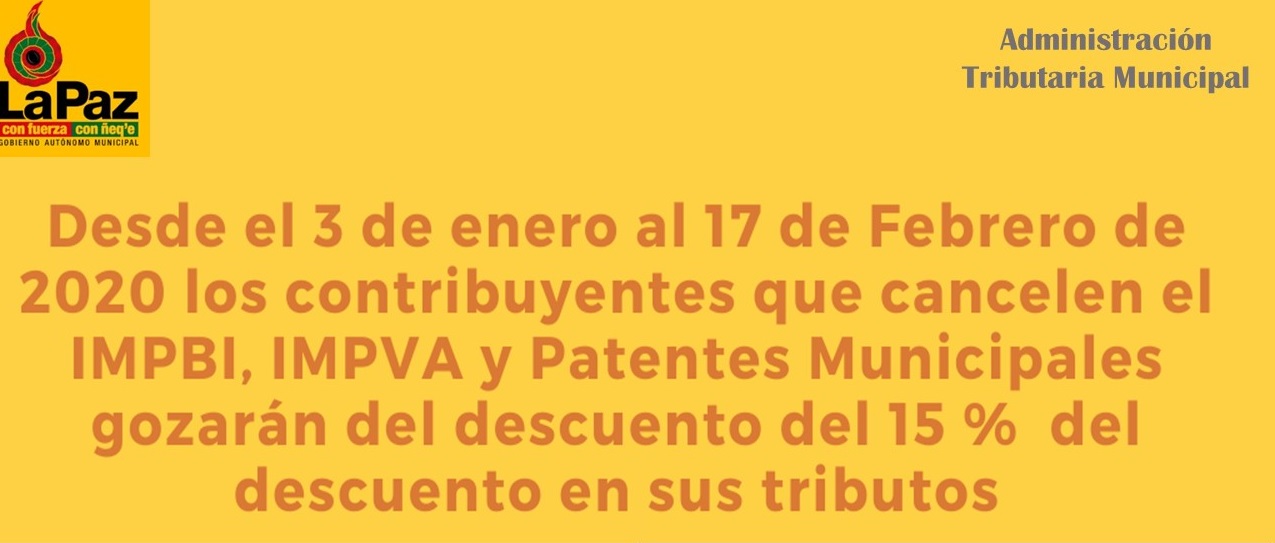 LaPaz
con fuerza con ñeq'e
GOBIERNO AUTÓNOMO MUNICIPAL
Administración
Tributaria Municipal
Desde el 3 de enero al 17 de Febrero de
2020 los contribuyentes que cancelen el
IMPBI, IMPVA y Patentes Municipales
gozarán del descuento del 15 % del
descuento en sus tributos